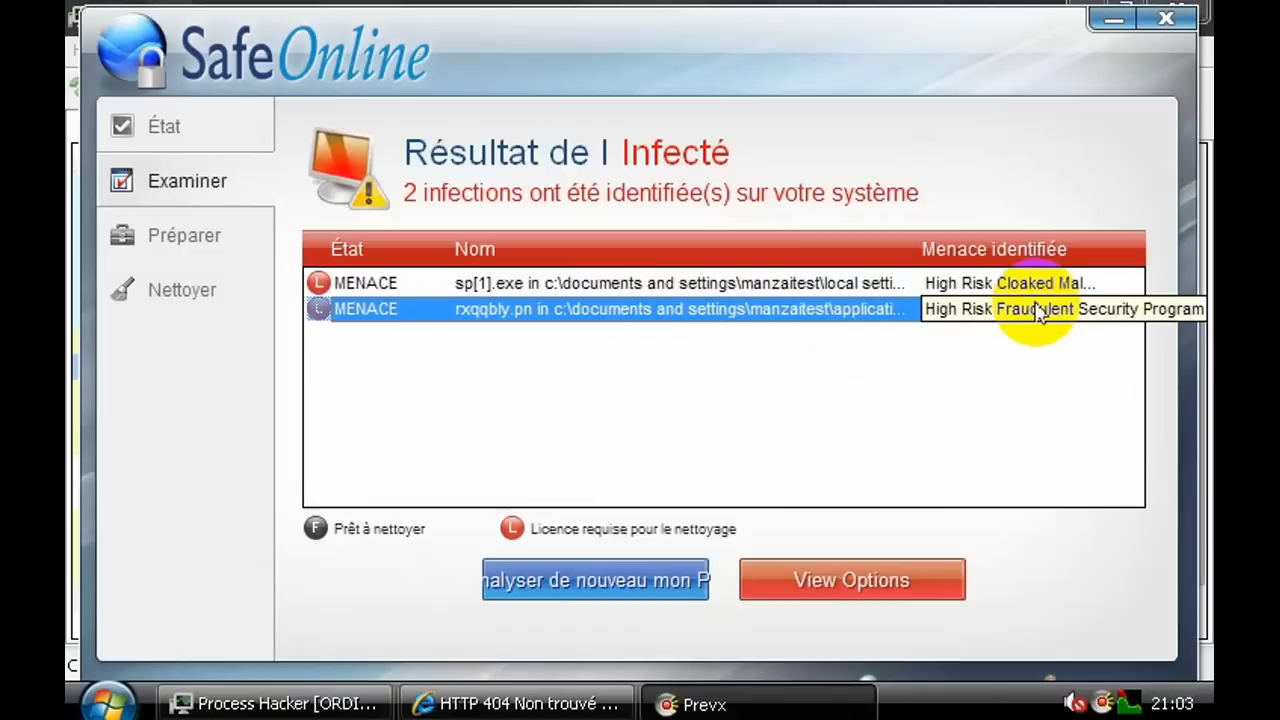 SafeOnline
État
Examiner
Préparer
Nettoyer
Résultat de l Infecté
2 infections ont été identifiée(s) sur votre système
État Nom Menace identifiée
L MENACE sp[1].exe in c:\documents and settings\manzaitest\local setti... High Risk Cloaked Mal...
L MENACE rxqqbly.pn in c:\documents and settings\manzaitest\applicati... High Risk Fraudulent Security Program
F Prêt à nettoyer L Licence requise pour le nettoyage
nalyser de nouveau mon P View Options
C
Process Hacker [ORDI... HTTP 404 Non trouvé ... Prevx 21:03